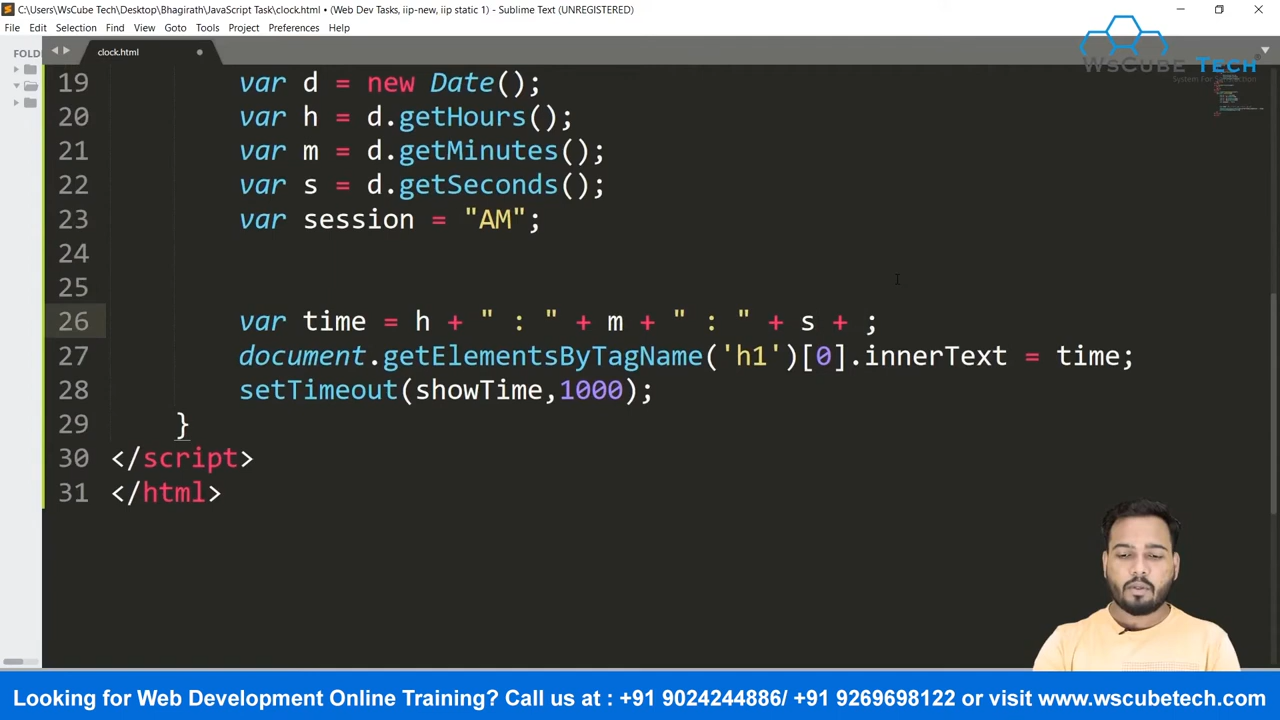 C:\Users\WsCube Tech\Desktop\Bhagirath\JavaScript Task\clock.html • (Web Dev Tasks, iip-new, iip static 1) - Sublime Text (UNREGISTERED)
File Edit Selection Find View Goto Tools Project Preferences Help
FOLD
clock.html
WsCube Tech
19 var d = new Date();
20 var h = d.getHours();
21 var m = d.getMinutes();
22 var s = d.getSeconds();
23 var session = "AM";
24
25
26 var time = h + " : " + m + " : " + s + ;
27 document.getElementsByTagName('h1')[0].innerText = time;
28 setTimeout(showTime,1000);
29 }
30 </script>
31 </html>
Looking for Web Development Online Training? Call us at : +91 9024244886/ +91 9269698122 or visit www.wscubetech.com